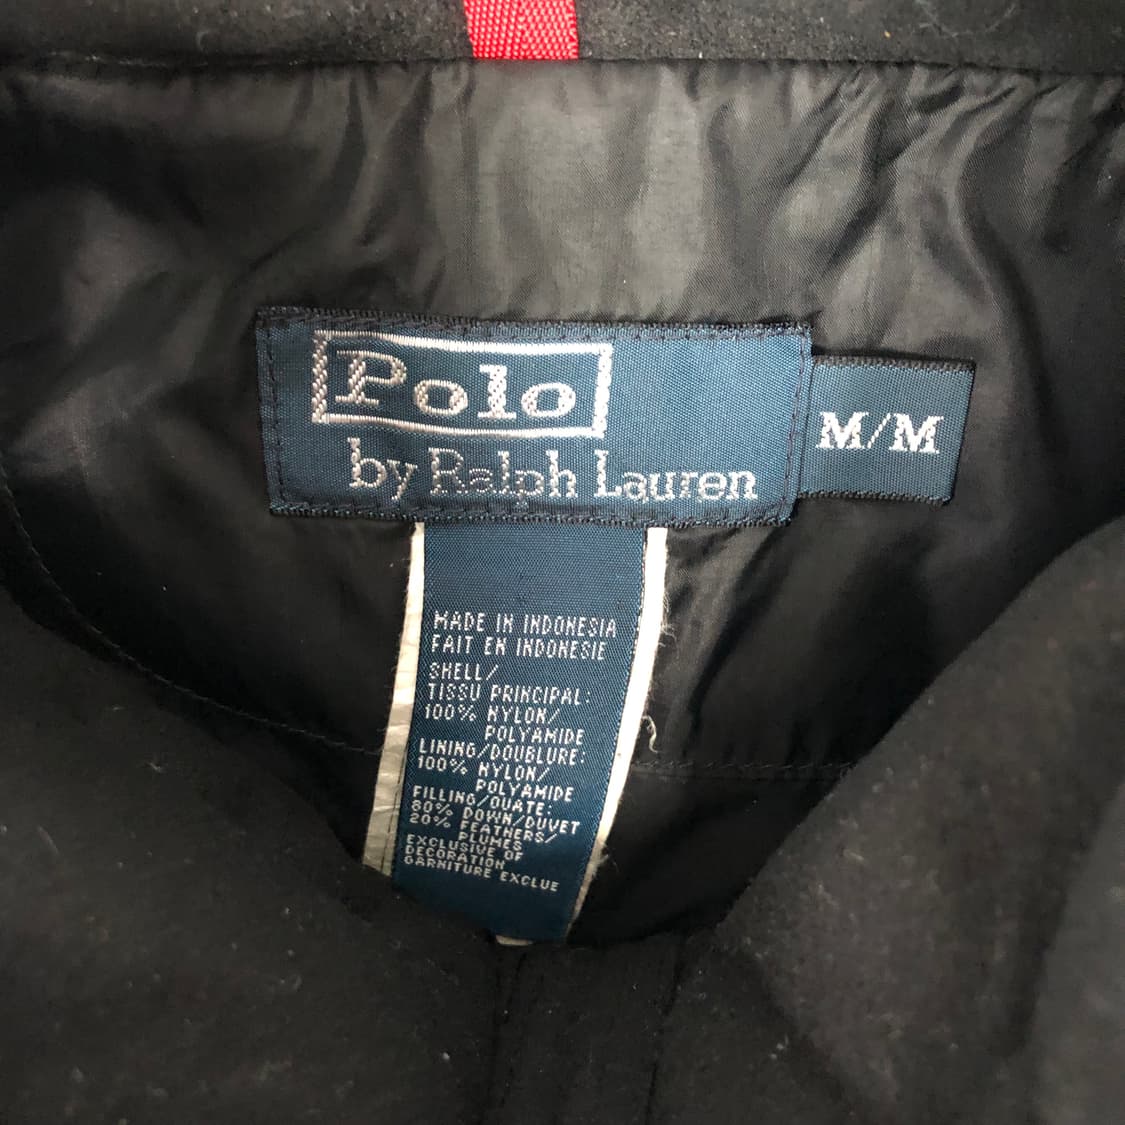 Polo
by Ralph Lauren
M/M
MADE IN INDONESIA
FAIT EN INDONESIE
SHELL/
TISSU PRINCIPAL:
100% NYLON/
POLYAMIDE
LINING/DOUBLURE:
100% NYLON/
POLYAMIDE
FILLING/OUATE:
80% DOWN/DUVET
20% FEATHERS/
PLUMES
EXCLUSIVE OF
DECORATION
GARNITURE EXCLUE